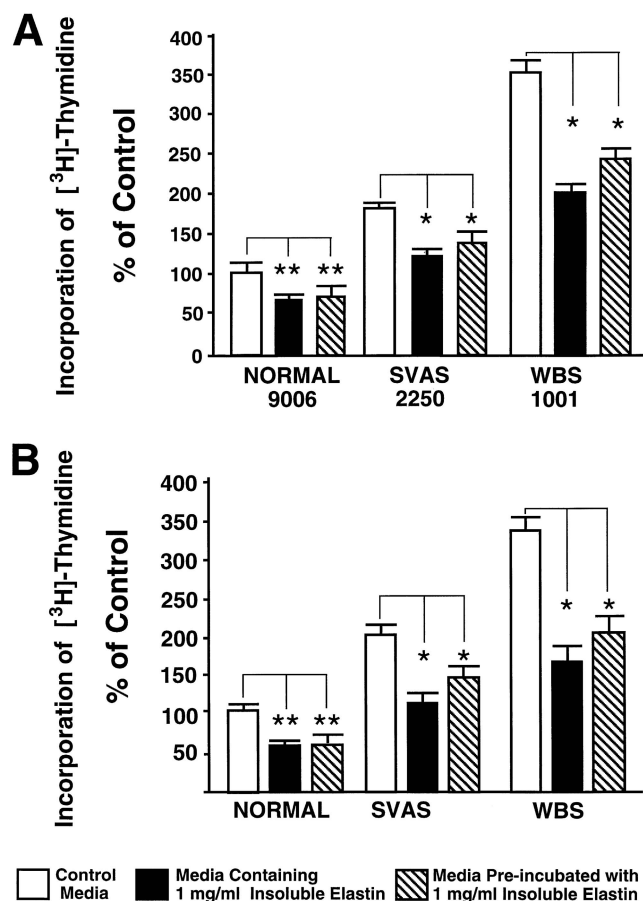 A
Incorporation of [³H]-Thymidine
% of Control
400
350
300
250
200
150
100
50
0
** **
* *
* *
NORMAL
9006
SVAS
2250
WBS
1001
B
Incorporation of [³H]-Thymidine
% of Control
400
350
300
250
200
150
100
50
** **
* *
* *
NORMAL
SVAS
WBS
Control
Media
Media Containing
1 mg/ml Insoluble Elastin
Media Pre-incubated with
1 mg/ml Insoluble Elastin